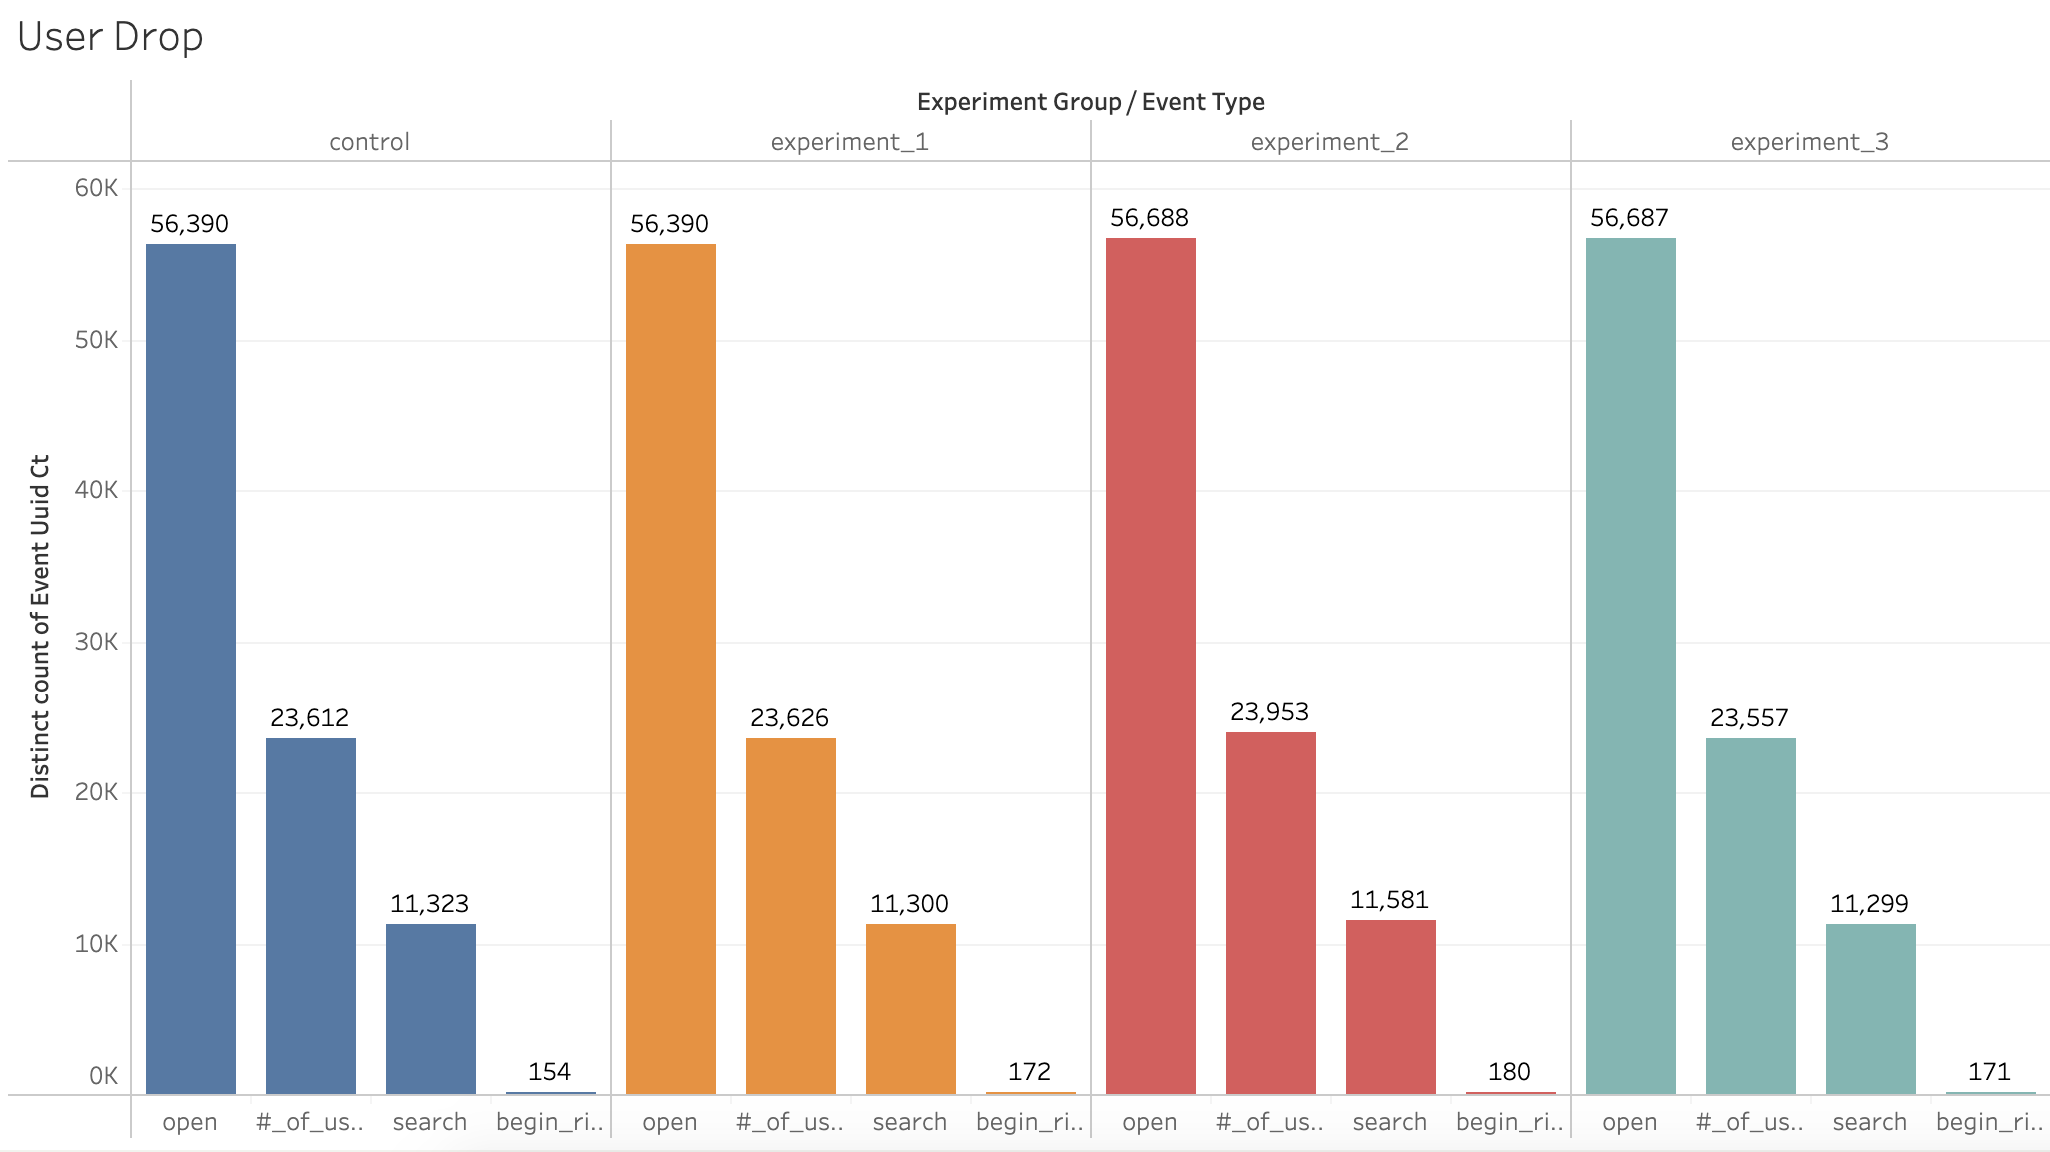 User Drop
Experiment Group / Event Type
control experiment_1 experiment_2 experiment_3
Distinct count of Event Uuid Ct
60K
50K
40K
30K
20K
10K
0K
56,390 23,612 11,323 154
56,390 23,626 11,300 172
56,688 23,953 11,581 180
56,687 23,557 11,299 171
open #_of_us.. search begin_ri.. open #_of_us.. search begin_ri.. open #_of_us.. search begin_ri.. open #_of_us.. search begin_ri..